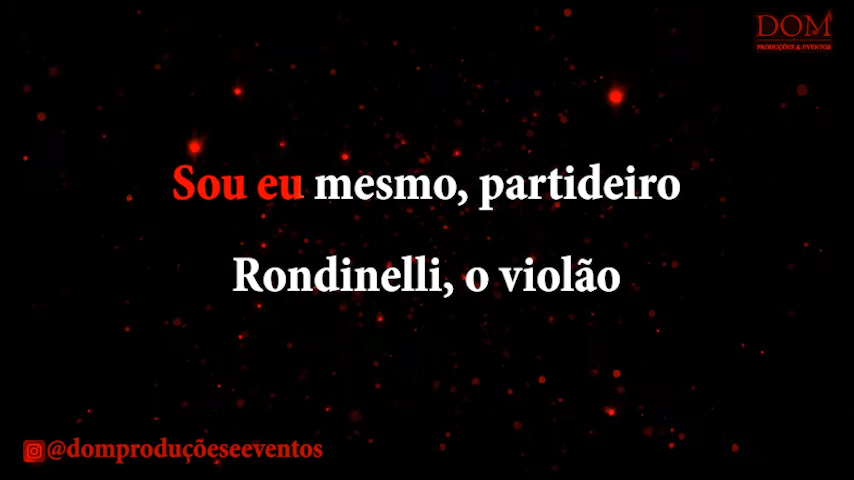 DOM
PRODUÇÕES & EVENTOS
Sou eu mesmo, partideiro
Rondinelli, o violão
@domproduçõeseeventos